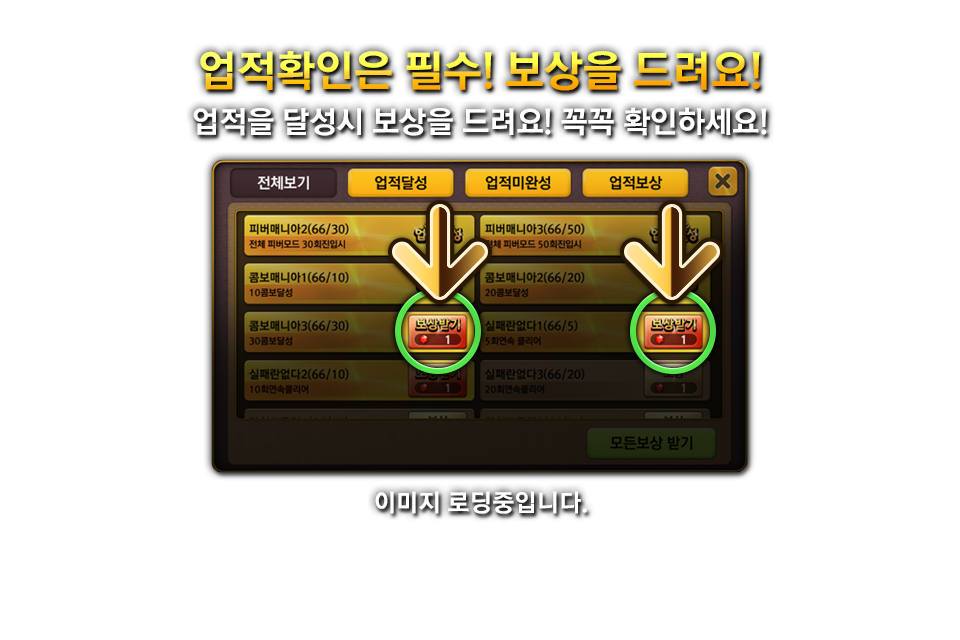 업적확인은 필수! 보상을 드려요!
업적을 달성시 보상을 드려요! 꼭꼭 확인하세요!
전체보기 업적달성 업적미완성 업적보상
피버매니아2(66/30)
전체 피버모드 30회진입시
피버매니아3(66/50)
전체 피버모드 50회진입시
콤보매니아1(66/10)
10콤보달성
콤보매니아2(66/20)
20콤보달성
콤보매니아3(66/30)
30콤보달성
보상받기
1
실패란없다1(66/5)
5회연속 클리어
보상받기
1
실패란없다2(66/10)
10회연속클리어
보상받기
1
실패란없다3(66/20)
20회연속클리어
1
모든보상 받기
이미지 로딩중입니다.